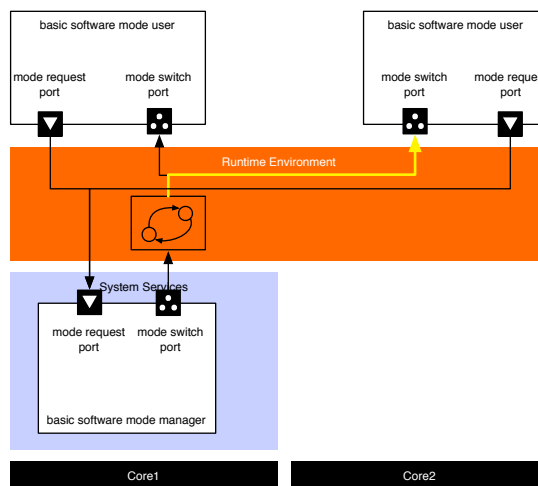 basic software mode user
basic software mode user
mode request
port
mode switch
port
mode switch
port
mode reque
port
Runtime Environment
System Services
mode request
port
mode switch
port
basic software mode manager
Core1
Core2